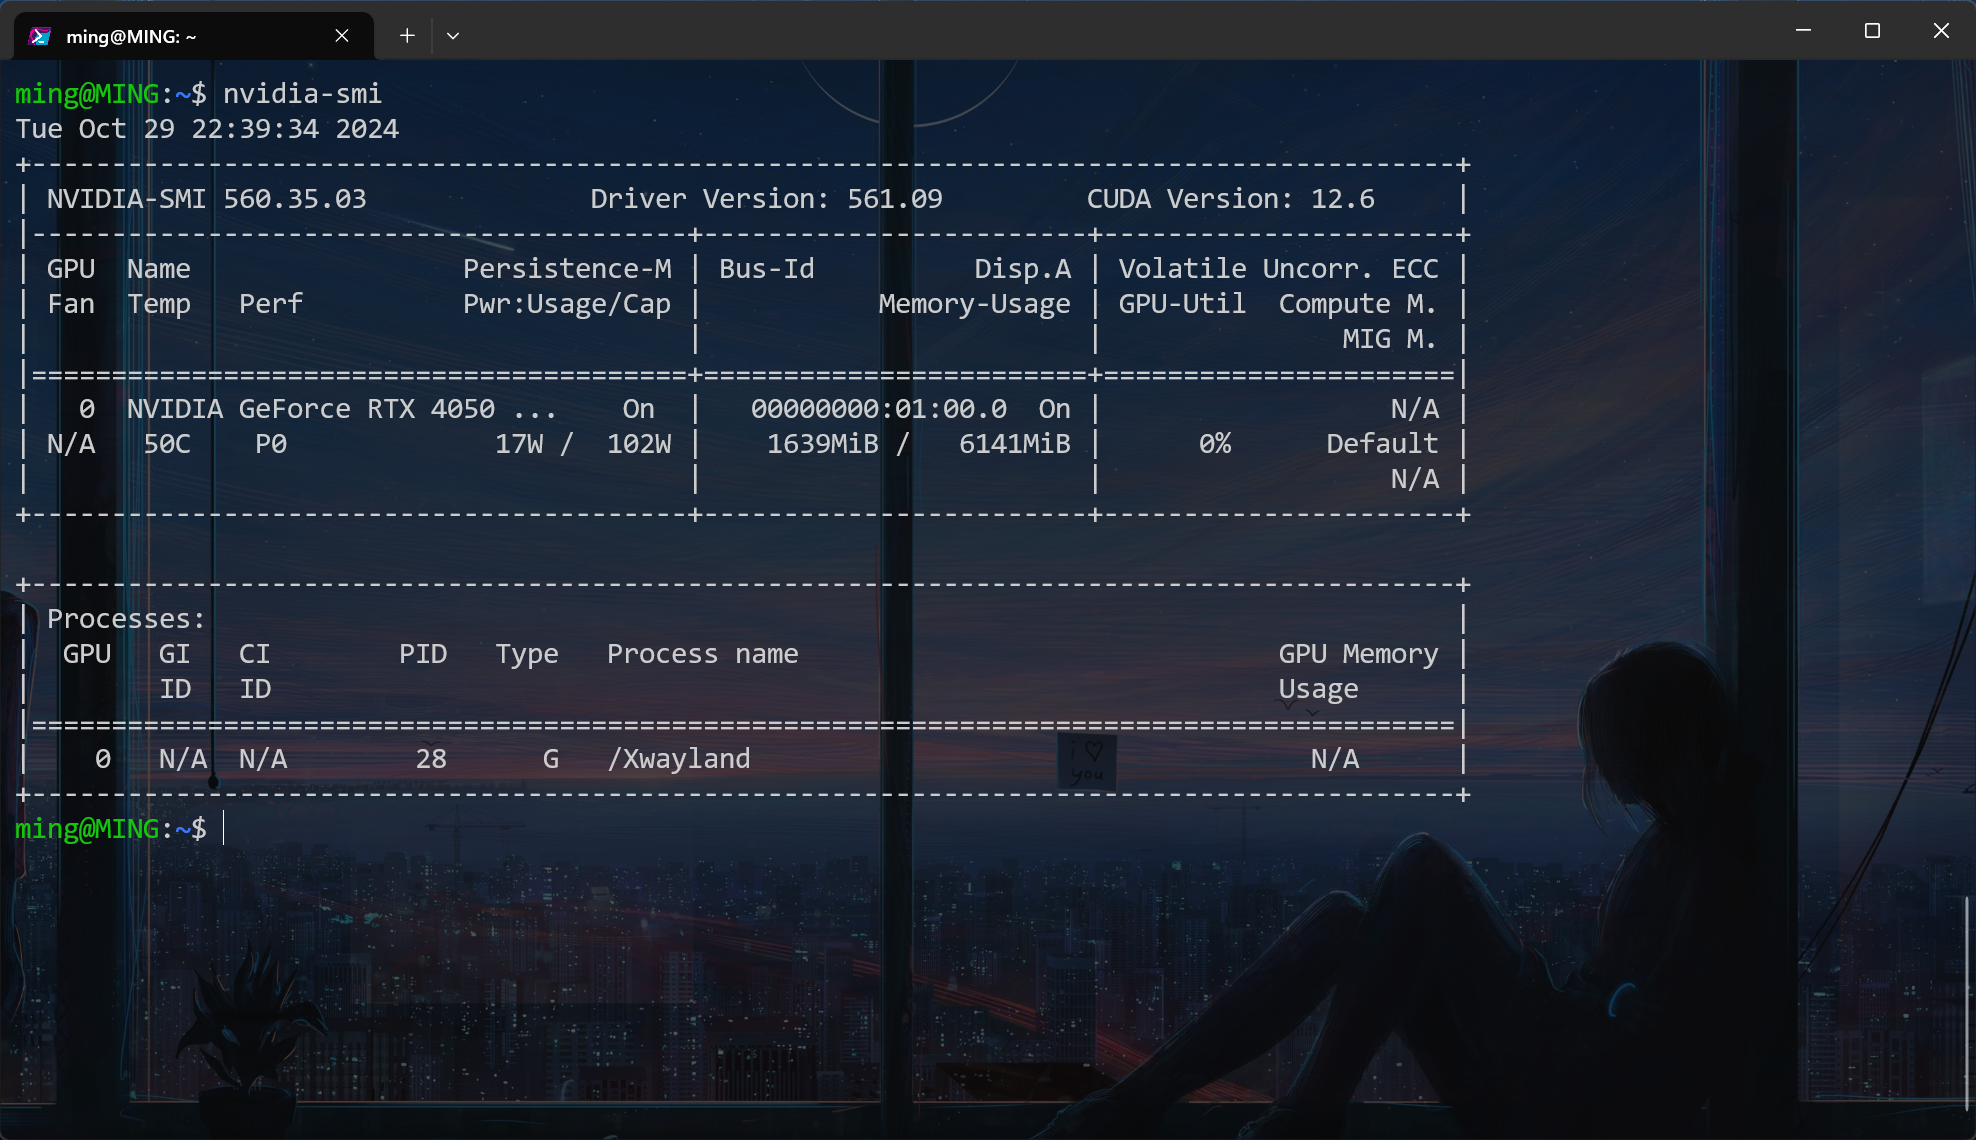 ming@MING: ~
ming@MING:~$ nvidia-smi
Tue Oct 29 22:39:34 2024
+-----------------------------------------------------------------------------------------+
| NVIDIA-SMI 560.35.03              Driver Version: 561.09         CUDA Version: 12.6     |
|-----------------------------------------+------------------------+----------------------+
| GPU  Name                 Persistence-M | Bus-Id          Disp.A | Volatile Uncorr. ECC |
| Fan  Temp   Perf          Pwr:Usage/Cap |           Memory-Usage | GPU-Util  Compute M. |
|                                         |                        |               MIG M. |
|=========================================+========================+======================|
|   0  NVIDIA GeForce RTX 4050 ...    On  |   00000000:01:00.0  On |                  N/A |
| N/A   50C    P0             17W /  102W |    1639MiB /   6141MiB |      0%      Default |
|                                         |                        |                  N/A |
+-----------------------------------------+------------------------+----------------------+
+-----------------------------------------------------------------------------------------+
| Processes:                                                                              |
|  GPU   GI   CI        PID   Type   Process name                              GPU Memory |
|        ID   ID                                                               Usage      |
|=========================================================================================|
|    0   N/A  N/A        28      G   /Xwayland                                   N/A      |
+-----------------------------------------------------------------------------------------+
i ♡
you
ming@MING:~$